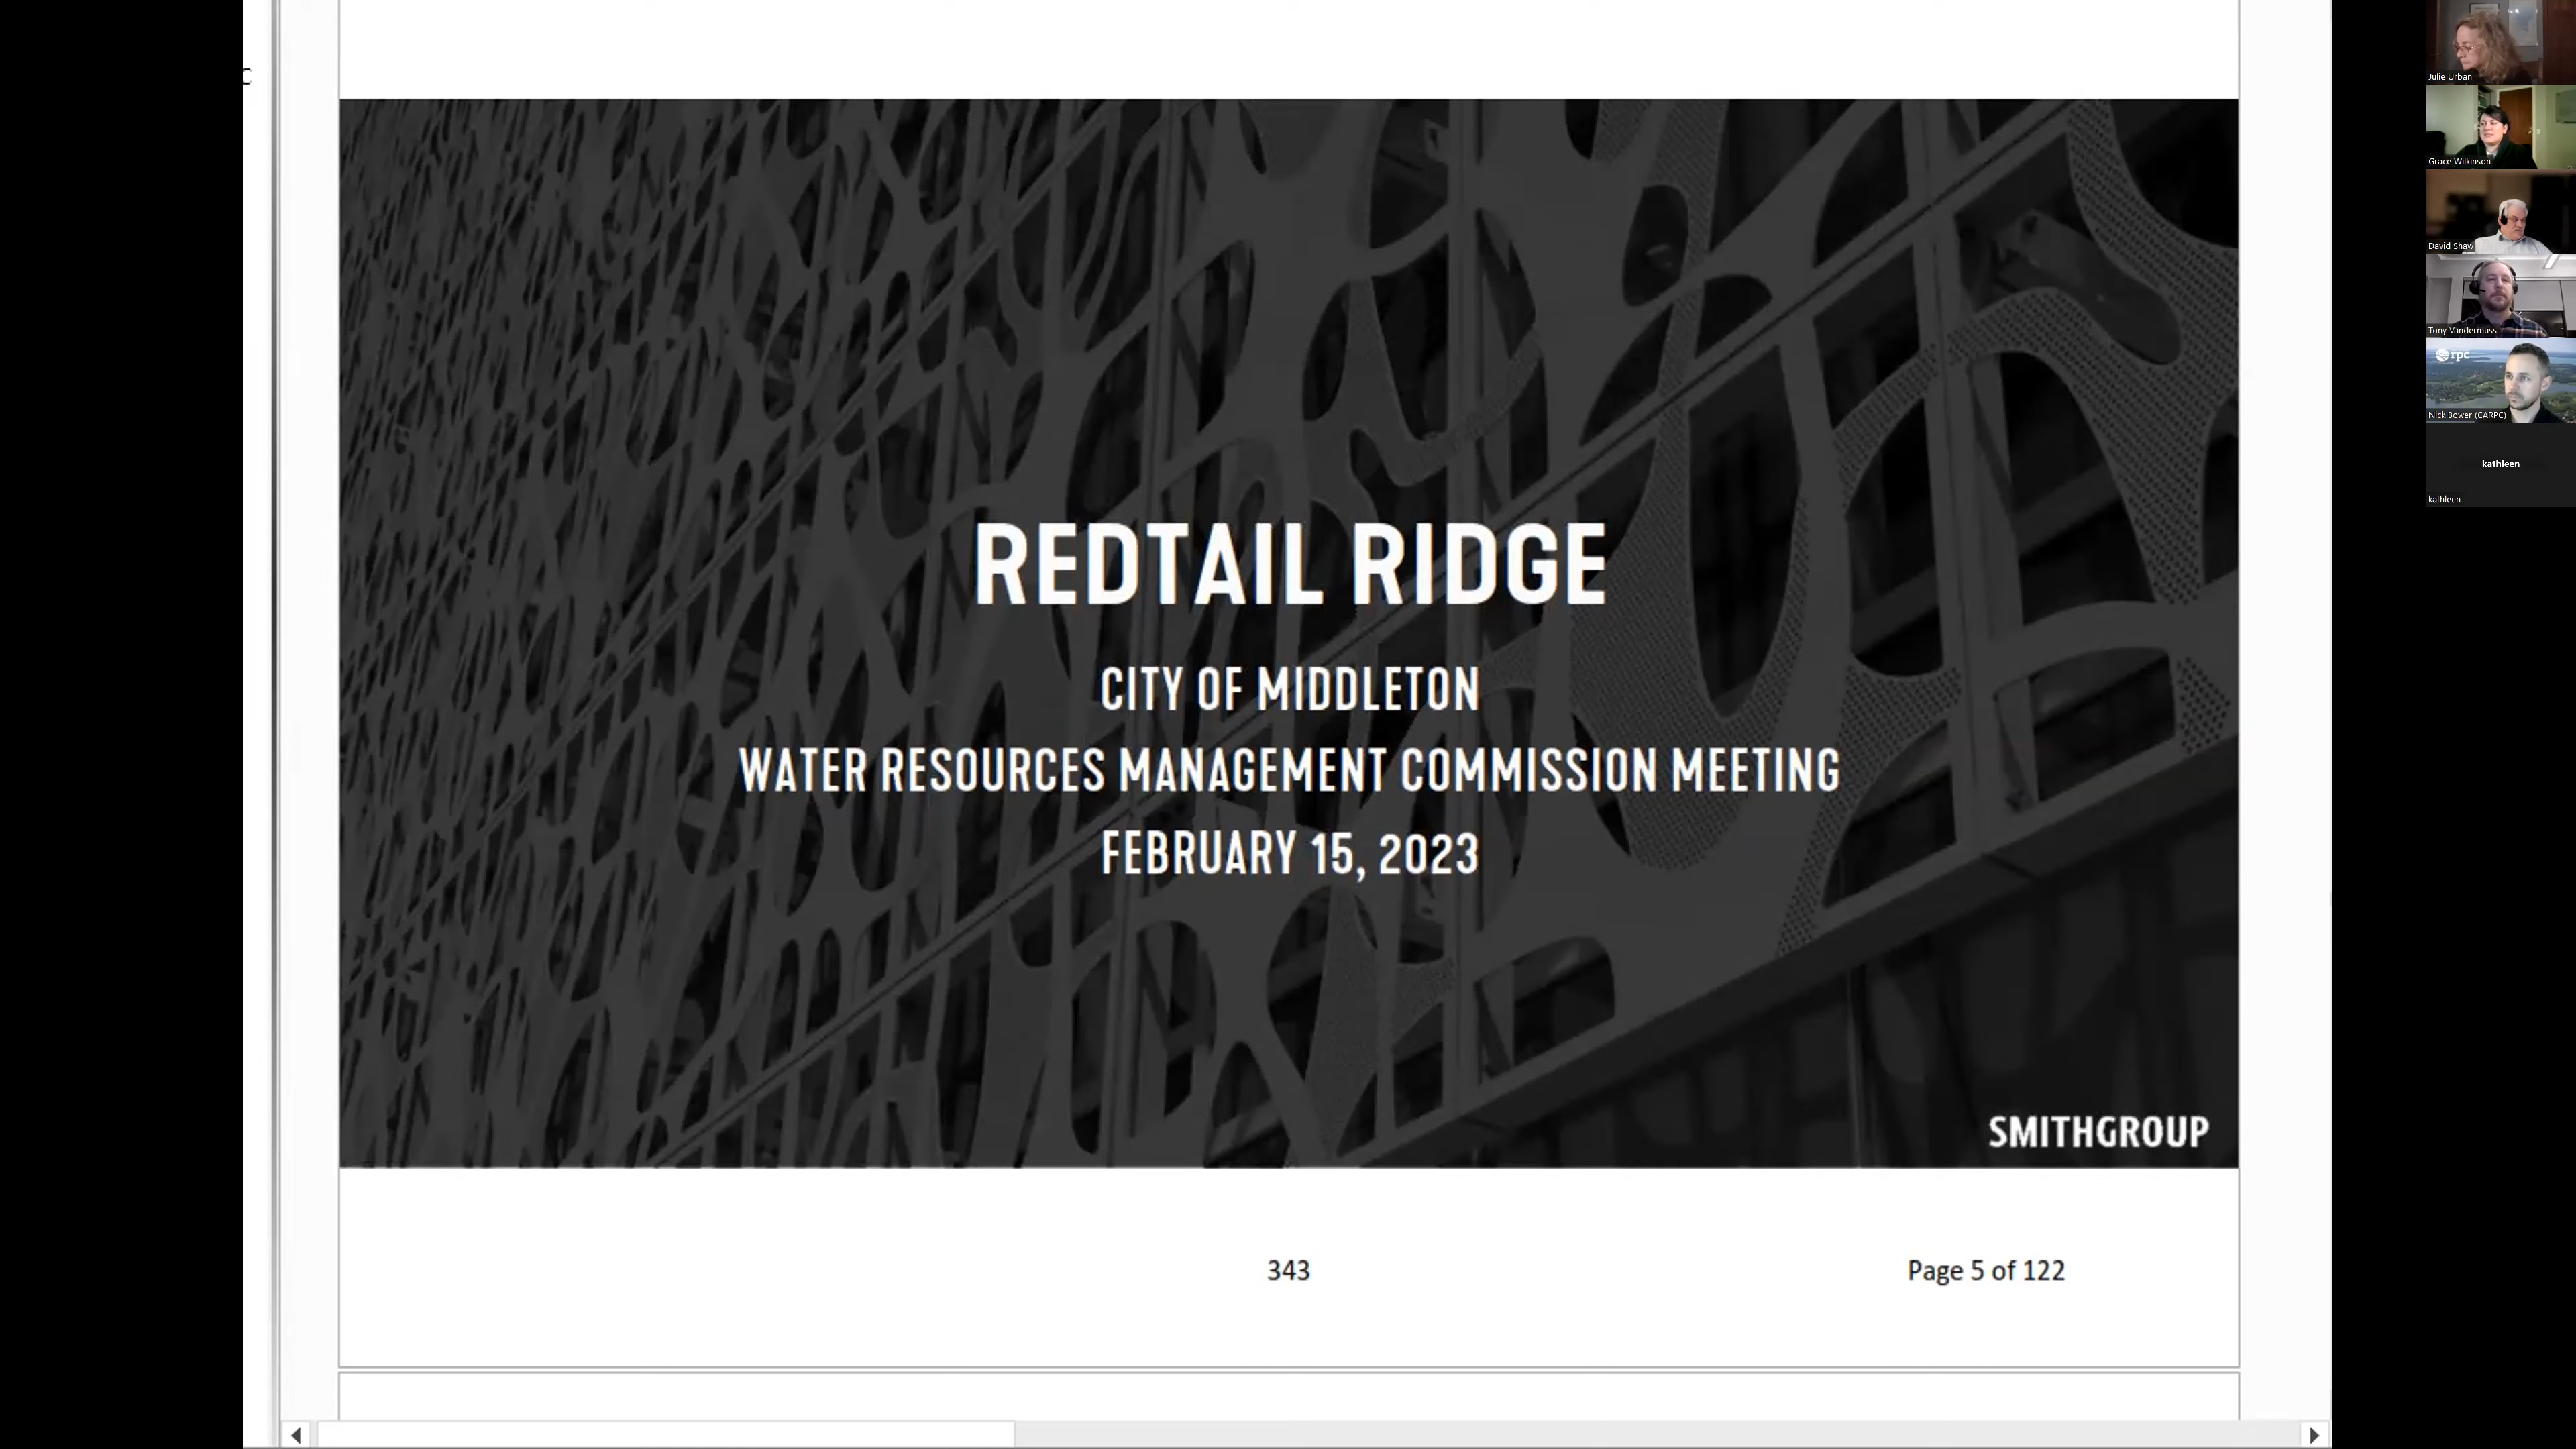 REDTAIL RIDGE
CITY OF MIDDLETON
WATER RESOURCES MANAGEMENT COMMISSION MEETING
FEBRUARY 15, 2023
SMITHGROUP
343
Page 5 of 122
Julie Urban
Grace Wilkinson
David Shaw
Tony Vandermuss
rpc
Nick Bower (CARPC)
kathleen
kathleen